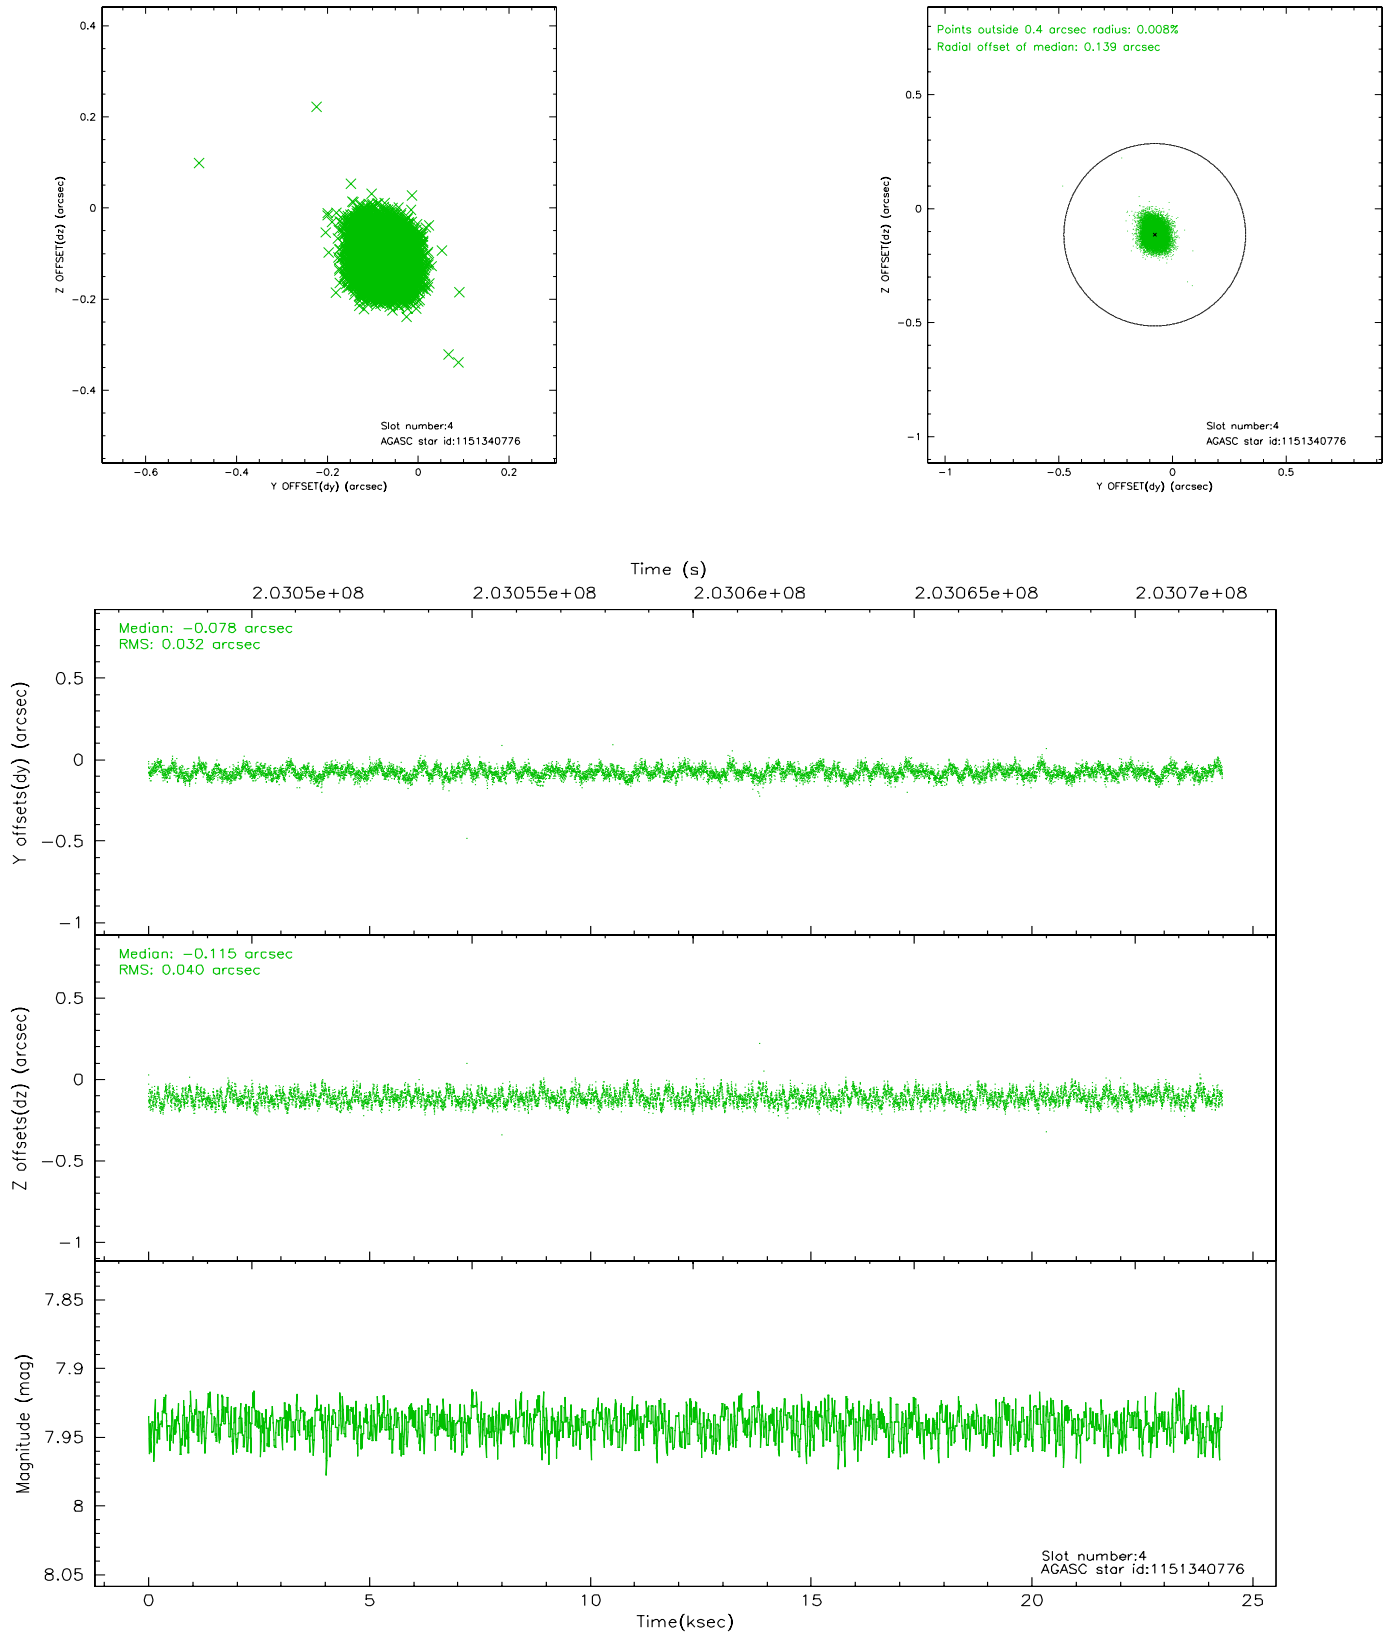 0.4
0.2
0
-0.2
-0.4
Z OFFSET(dz) (arcsec)
Slot number:4
AGASC star id:1151340776
-0.6
-0.4
-0.2
0
0.2
Y OFFSET(dy) (arcsec)
Points outside 0.4 arcsec radius: 0.008%
Radial offset of median: 0.139 arcsec
0.5
0
-0.5
-1
Z OFFSET(dz) (arcsec)
Slot number:4
AGASC star id:1151340776
-1
-0.5
0
0.5
Y OFFSET(dy) (arcsec)
Time (s)
2.0305e+08
2.03055e+08
2.0306e+08
2.03065e+08
2.0307e+08
Median: -0.078 arcsec
RMS: 0.032 arcsec
0.5
0
-0.5
-1
Y offsets(dy) (arcsec)
Median: -0.115 arcsec
RMS: 0.040 arcsec
0.5
0
-0.5
-1
Z offsets(dz) (arcsec)
7.85
7.9
7.95
8
8.05
Magnitude (mag)
Slot number:4
AGASC star id:1151340776
0
5
10
15
20
25
Time(ksec)